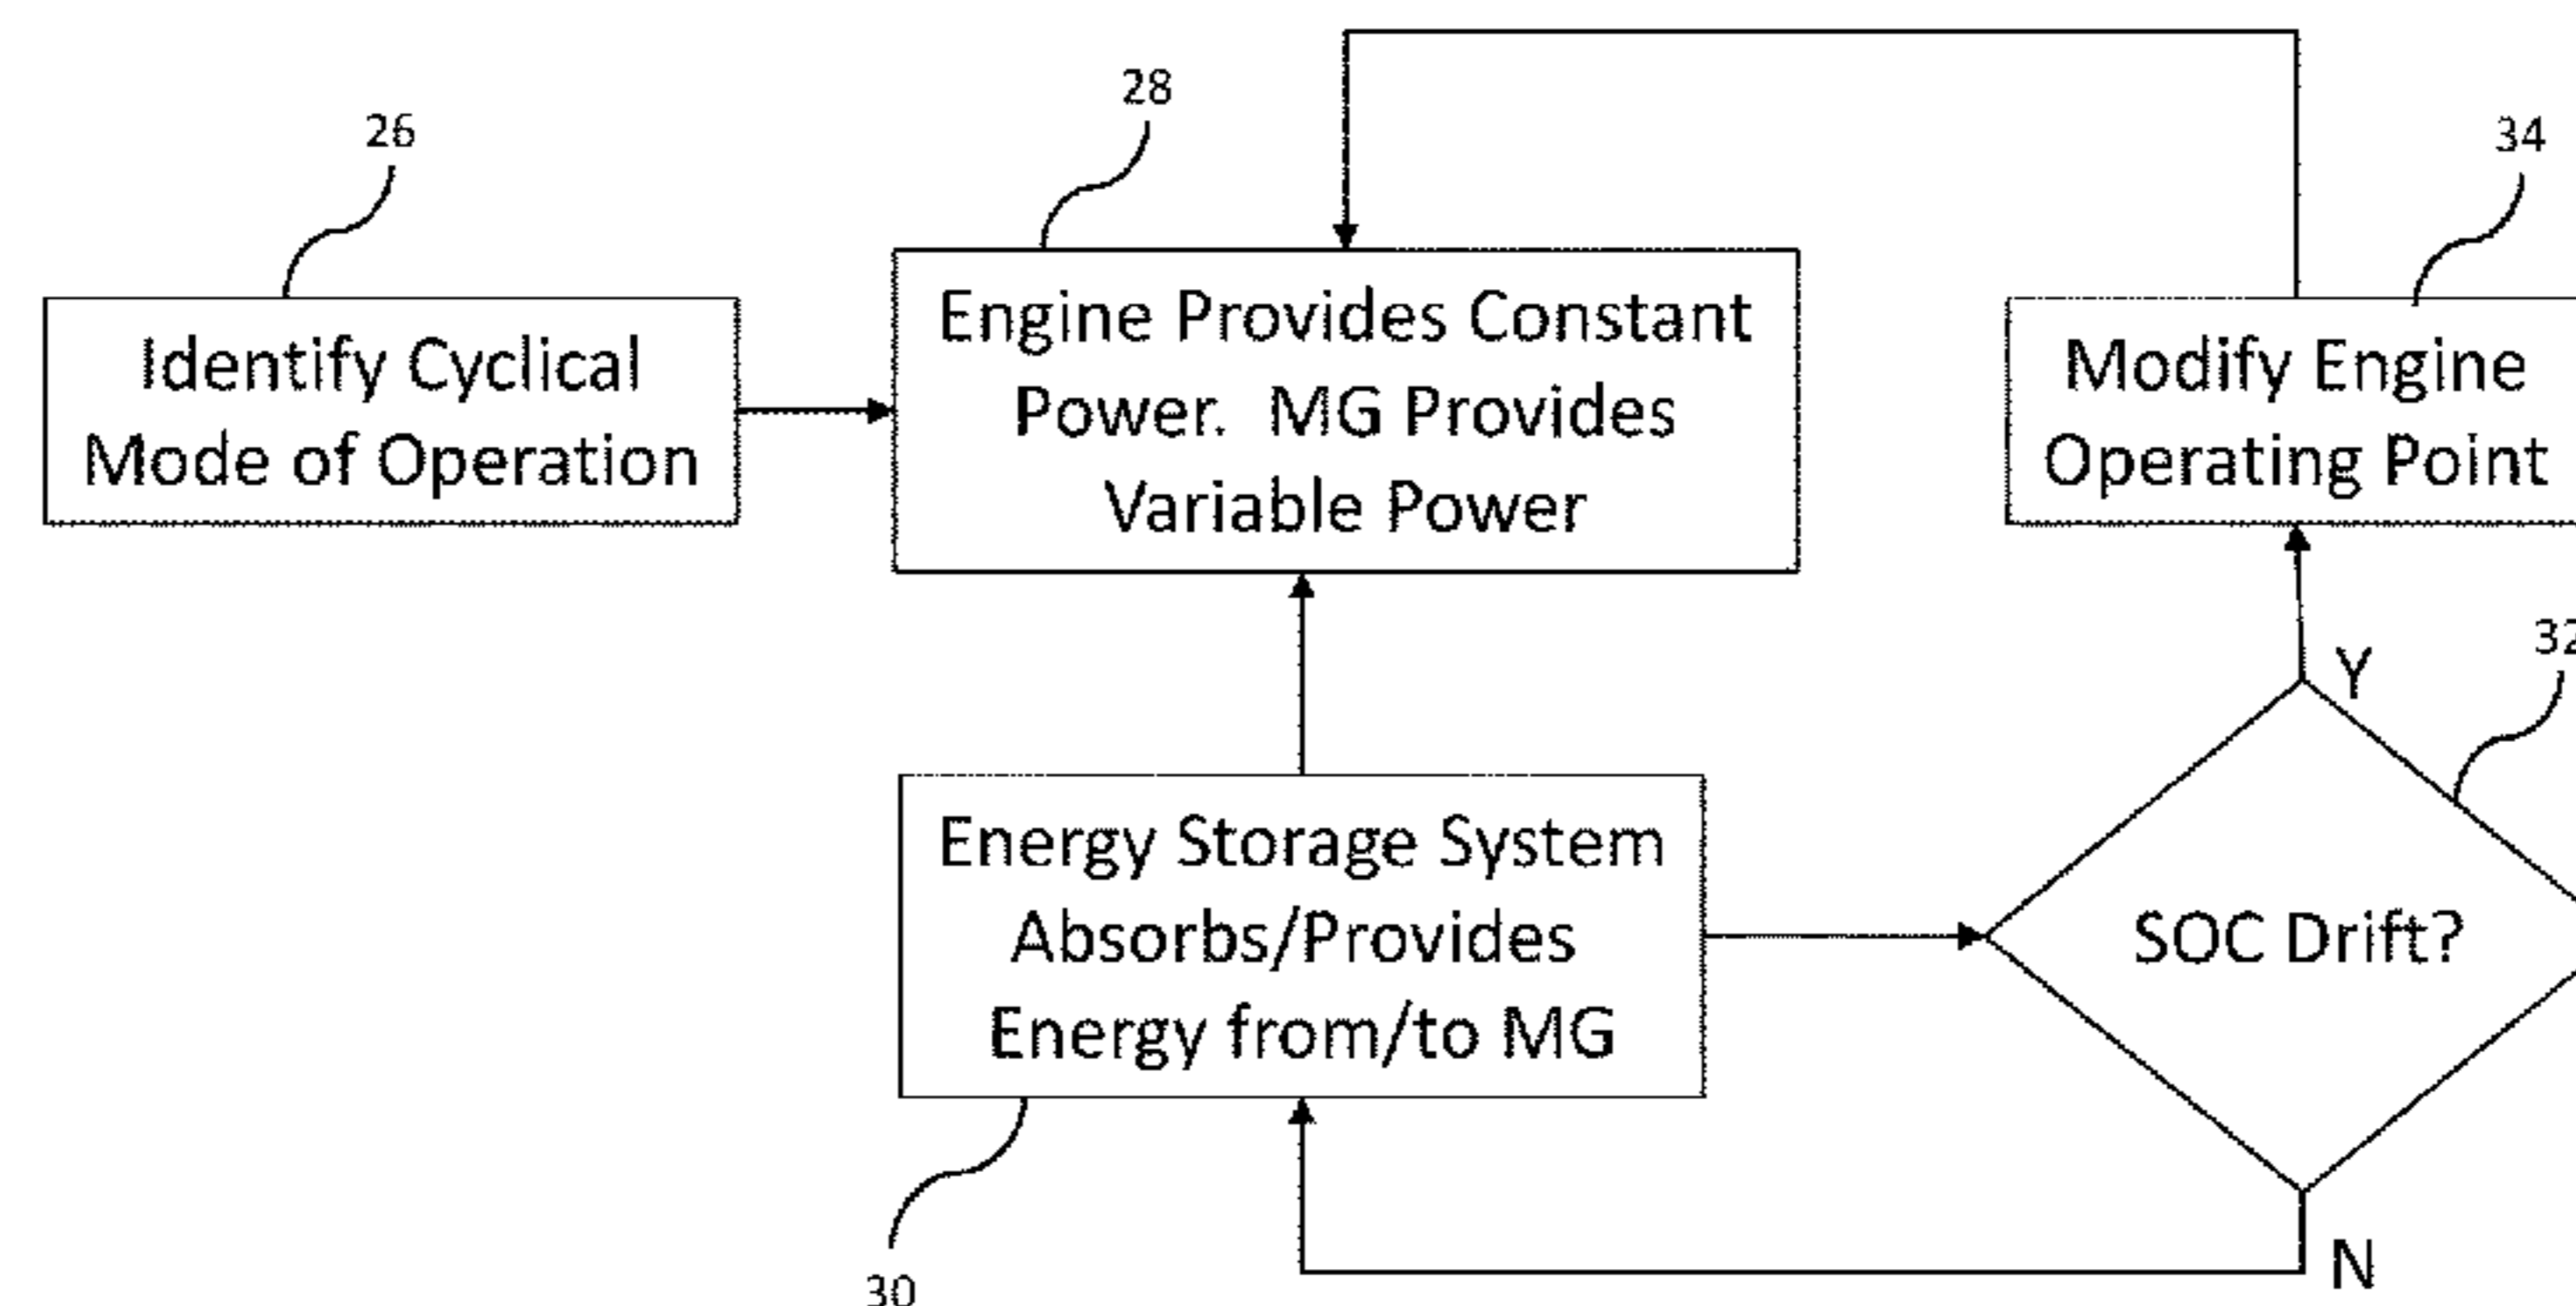 26
Identify Cyclical
Mode of Operation
28
Engine Provides Constant
Power. MG Provides
Variable Power
34
Modify Engine
Operating Point
32
Y
SOC Drift?
N
Energy Storage System
Absorbs/Provides
Energy from/to MG
30